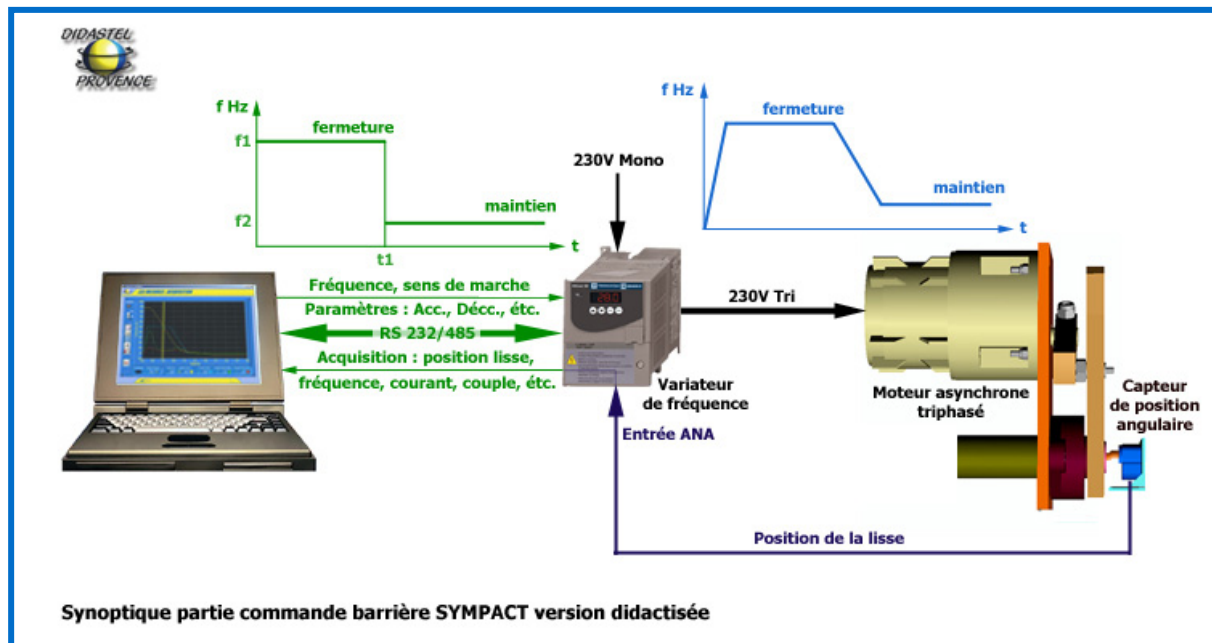 DIDASTEL
PROVENCE
f Hz
f1
fermeture
f2
maintien
t1
t
230V Mono
f Hz
fermeture
maintien
t
Fréquence, sens de marche
Paramètres : Acc., Décc., étc.
RS 232/485
Acquisition : position lisse,
fréquence, courant, couple, étc.
Variateur
de fréquence
230V Tri
Moteur asynchrone
triphasé
Capteur
de position
angulaire
Entrée ANA
Position de la lisse
Synoptique partie commande barrière SYMPACT version didactisée